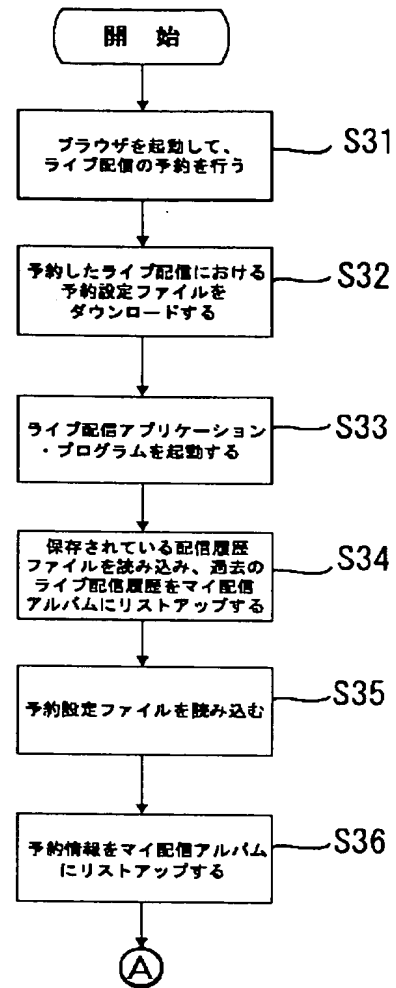 開 始
ブラウザを起動して、
ライブ配信の予約を行う
S31
予約したライブ配信における
予約設定ファイルを
ダウンロードする
S32
ライブ配信アプリケーション
・プログラムを起動する
S33
保存されている配信履歴
ファイルを読み込み、過去の
ライブ配信履歴をマイ配信
アルバムにリストアップする
S34
予約設定ファイルを読み込む
S35
予約情報をマイ配信アルバム
にリストアップする
S36
A